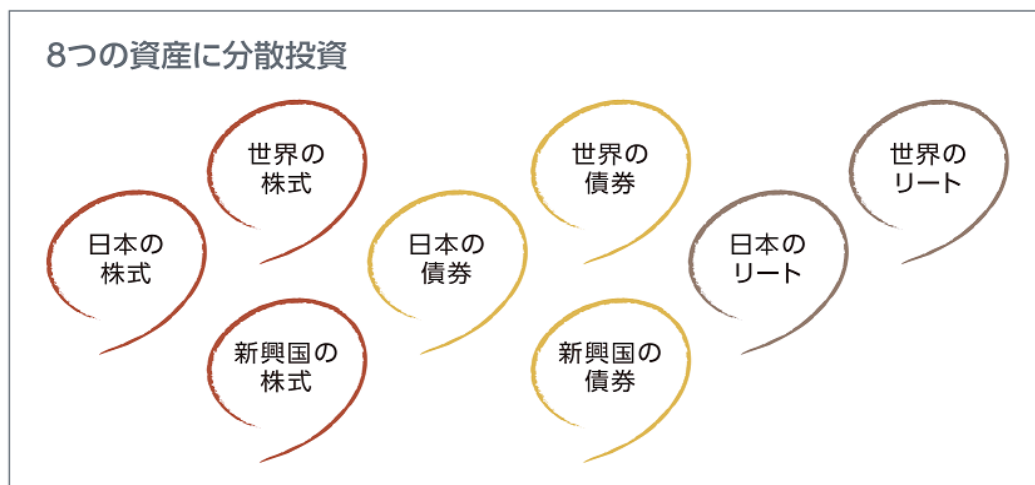 8つの資産に分散投資
世界の
株式
世界の
債券
世界の
リート
日本の
株式
日本の
債券
日本の
リート
新興国の
株式
新興国の
債券